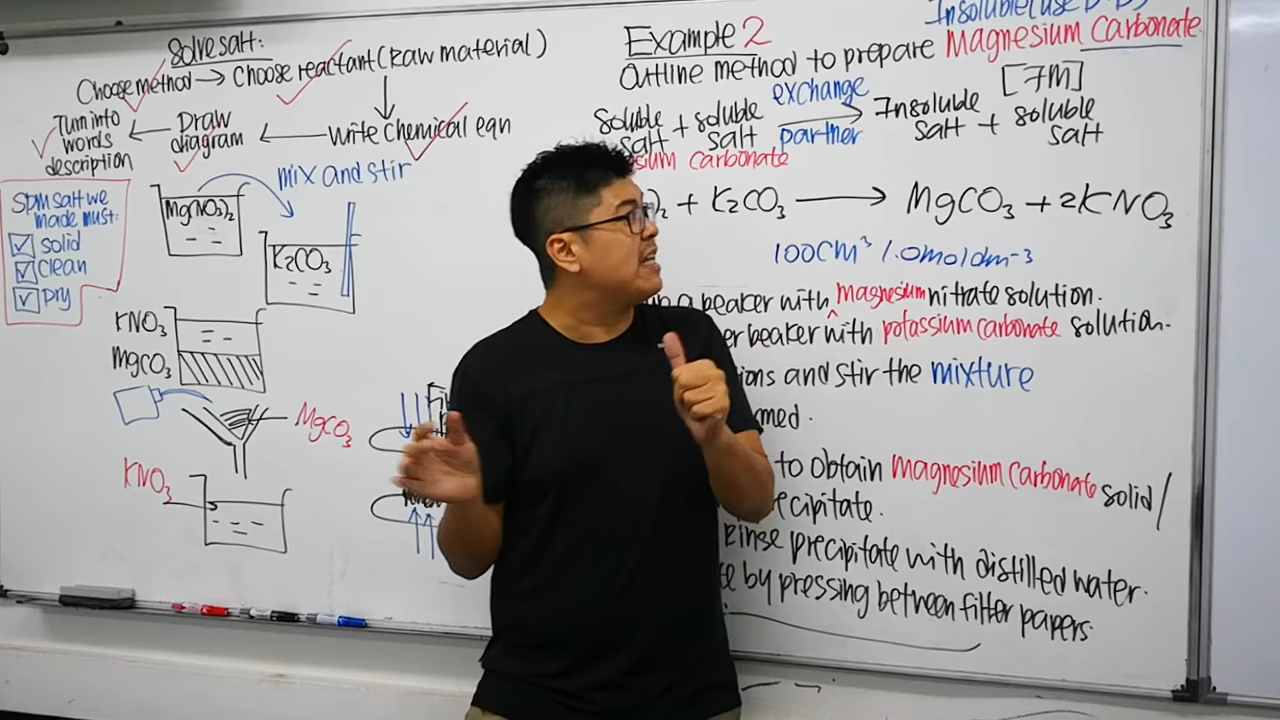 Solve salt:
Choose method → Choose reactant (Raw material)
Write Chemical eqn
Draw
diagram
Turn into
words
description
SPM salt we
made must:
solid
clean
Dry
Mg(NO₃)₂
mix and stir
K₂CO₃
KNO₃
MgCO₃
MgCO₃
KNO₃
Insoluble (use
Example 2
Outline method to prepare Magnesium Carbonate
[7M]
Soluble salt + soluble salt exchange partner → Insoluble salt + soluble salt
sium carbonate
)₂ + K₂CO₃ → MgCO₃ + 2KNO₃
100cm³ 1.0moldm-3
in a beaker with magnesium nitrate solution.
er beaker with potassium carbonate solution.
ions and stir the mixture
med.
to obtain magnesium carbonate solid/
ecipitate.
Rinse precipitate with distilled water.
by pressing between filter papers